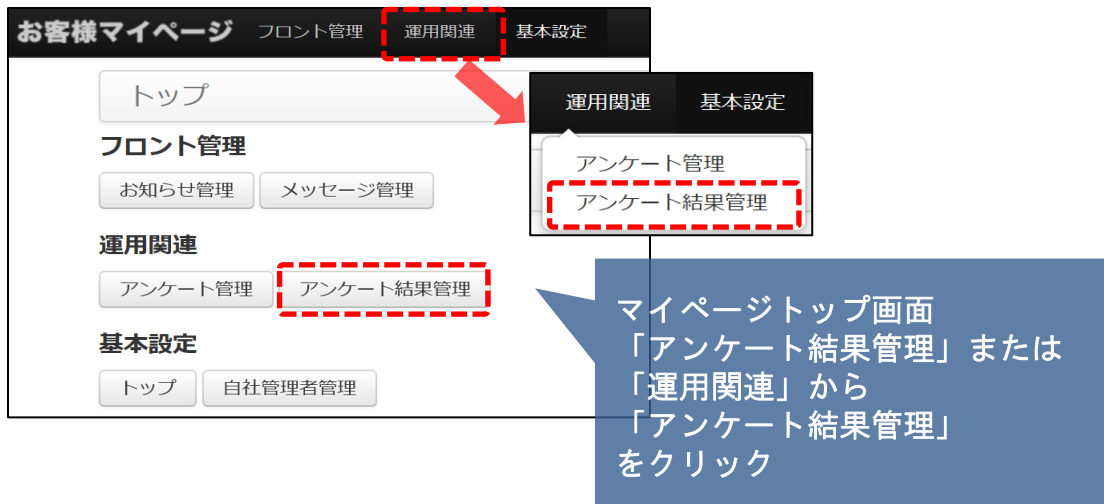 お客様マイページ フロント管理 運用関連 基本設定
トップ
運用関連 基本設定
アンケート管理
アンケート結果管理
フロント管理
お知らせ管理 メッセージ管理
運用関連
アンケート管理 アンケート結果管理
基本設定
トップ 自社管理者管理
マイページトップ画面
「アンケート結果管理」または
「運用関連」から
「アンケート結果管理」
をクリック